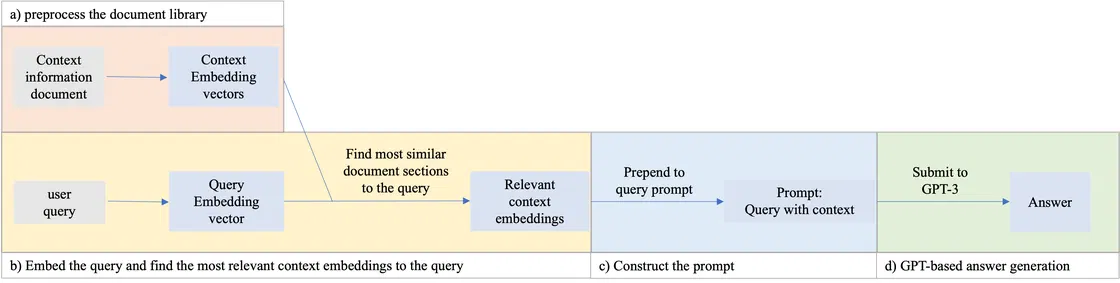 a) preprocess the document library
Context
information
document
Context
Embedding
vectors
user
query
Query
Embedding
vector
Find most similar
document sections
to the query
Relevant
context
embeddings
Prepend to
query prompt
Prompt:
Query with context
Submit to
GPT-3
Answer
b) Embed the query and find the most relevant context embeddings to the query
c) Construct the prompt
d) GPT-based answer generation